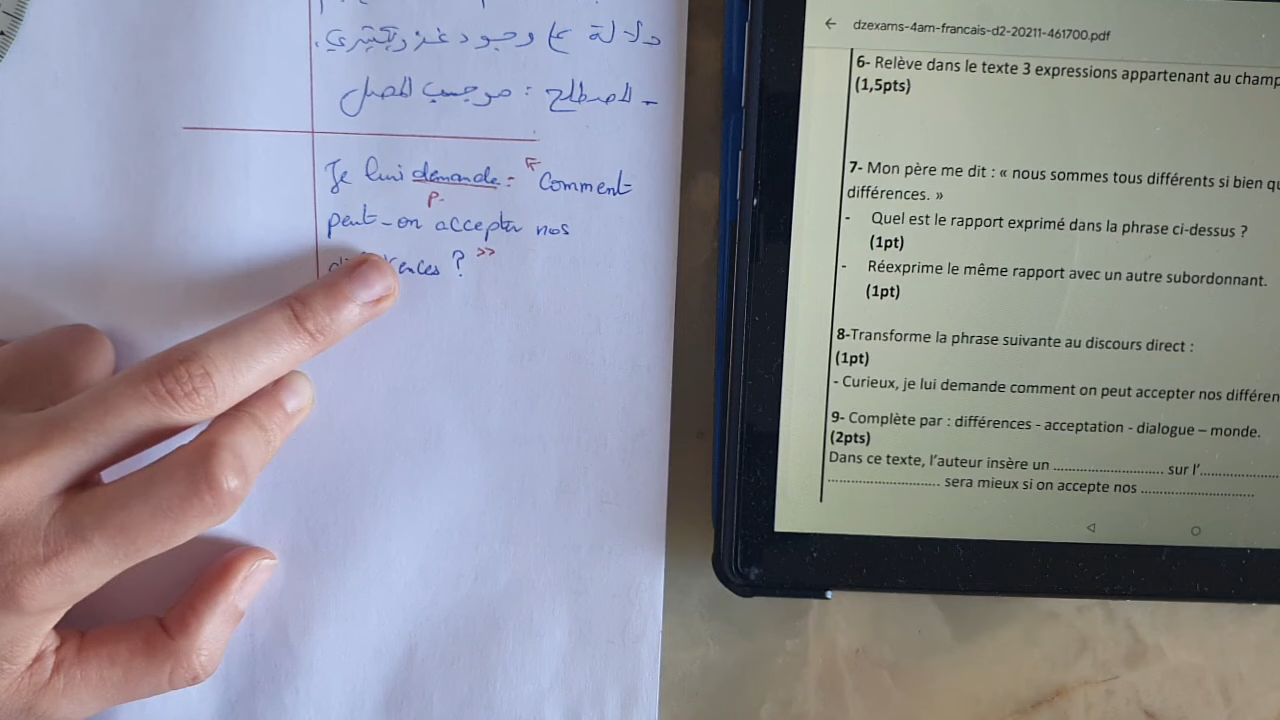 دلالة على وجود غزو بكتيري.
- المصطلح : موجب المصل
Je lui demande : «Comment
P.
peut-on accepter nos
rences ? »
dzexams-4am-francais-d2-20211-461700.pdf
6- Relève dans le texte 3 expressions appartenant au champ
(1,5pts)
7- Mon père me dit : « nous sommes tous différents si bien qu
différences. »
- Quel est le rapport exprimé dans la phrase ci-dessus ?
(1pt)
- Réexprime le même rapport avec un autre subordonnant.
(1pt)
8-Transforme la phrase suivante au discours direct :
(1pt)
- Curieux, je lui demande comment on peut accepter nos différen
9- Complète par : différences - acceptation - dialogue – monde.
(2pts)
Dans ce texte, l'auteur insère un ............................ sur l'....................
............................ sera mieux si on accepte nos ............................